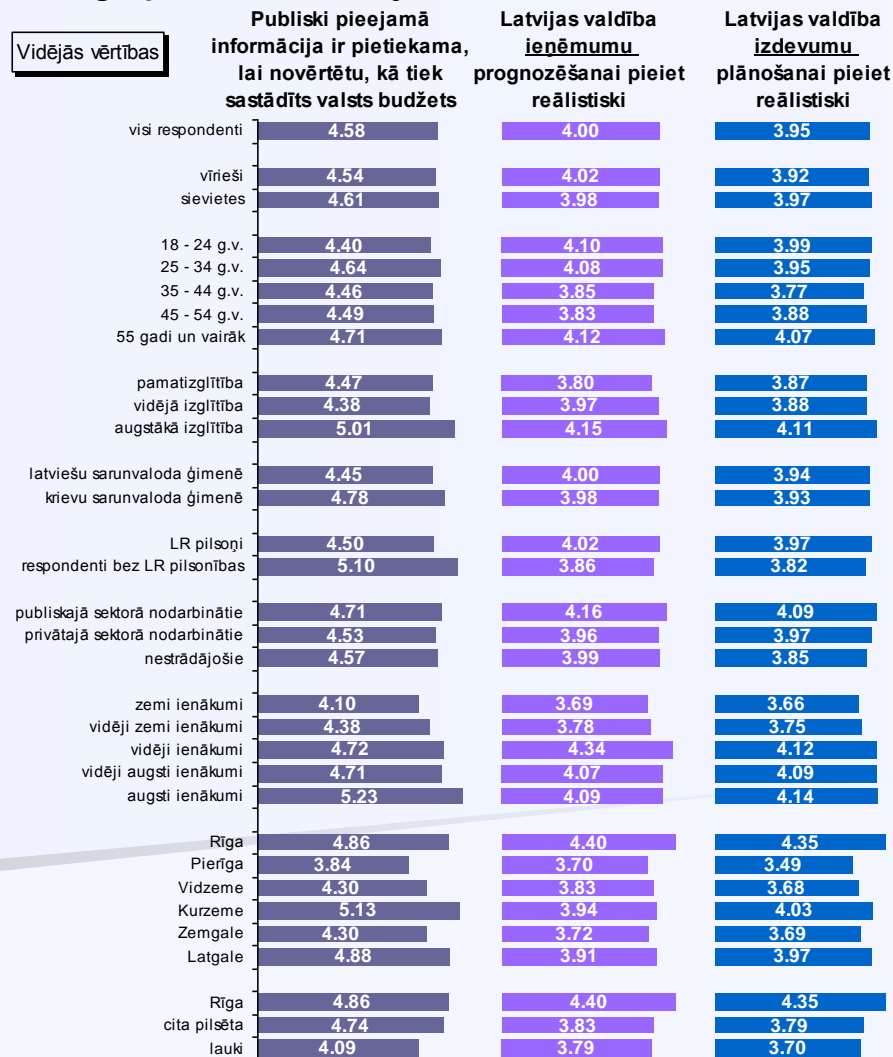 Publiski pieejamā informācija ir pietiekama, lai novērtētu, kā tiek sastādīts valsts budžets
Latvijas valdība ieņēmumu prognozēšanai pieiet reālistiski
Latvijas valdība izdevumu plānošanai pieiet reālistiski
Vidējās vērtības
visi respondenti 4.58 4.00 3.95
vīrieši 4.54 4.02 3.92
sievietes 4.61 3.98 3.97
18 - 24 g.v. 4.40 4.10 3.99
25 - 34 g.v. 4.64 4.08 3.95
35 - 44 g.v. 4.46 3.85 3.77
45 - 54 g.v. 4.49 3.83 3.88
55 gadi un vairāk 4.71 4.12 4.07
pamatizglītība 4.47 3.80 3.87
vidējā izglītība 4.38 3.97 3.88
augstākā izglītība 5.01 4.15 4.11
latviešu sarunvaloda ģimenē 4.45 4.00 3.94
krievu sarunvaloda ģimenē 4.78 3.98 3.93
LR pilsoņi 4.50 4.02 3.97
respondenti bez LR pilsonības 5.10 3.86 3.82
publiskajā sektorā nodarbinātie 4.71 4.16 4.09
privātajā sektorā nodarbinātie 4.53 3.96 3.97
nestrādājošie 4.57 3.99 3.85
zemi ienākumi 4.10 3.69 3.66
vidēji zemi ienākumi 4.38 3.78 3.75
vidēji ienākumi 4.72 4.34 4.12
vidēji augsti ienākumi 4.71 4.07 4.09
augsti ienākumi 5.23 4.09 4.14
Rīga 4.86 4.40 4.35
Pierīga 3.84 3.70 3.49
Vidzeme 4.30 3.83 3.68
Kurzeme 5.13 3.94 4.03
Zemgale 4.30 3.72 3.69
Latgale 4.88 3.91 3.97
Rīga 4.86 4.40 4.35
cita pilsēta 4.74 3.83 3.79
lauki 4.09 3.79 3.70